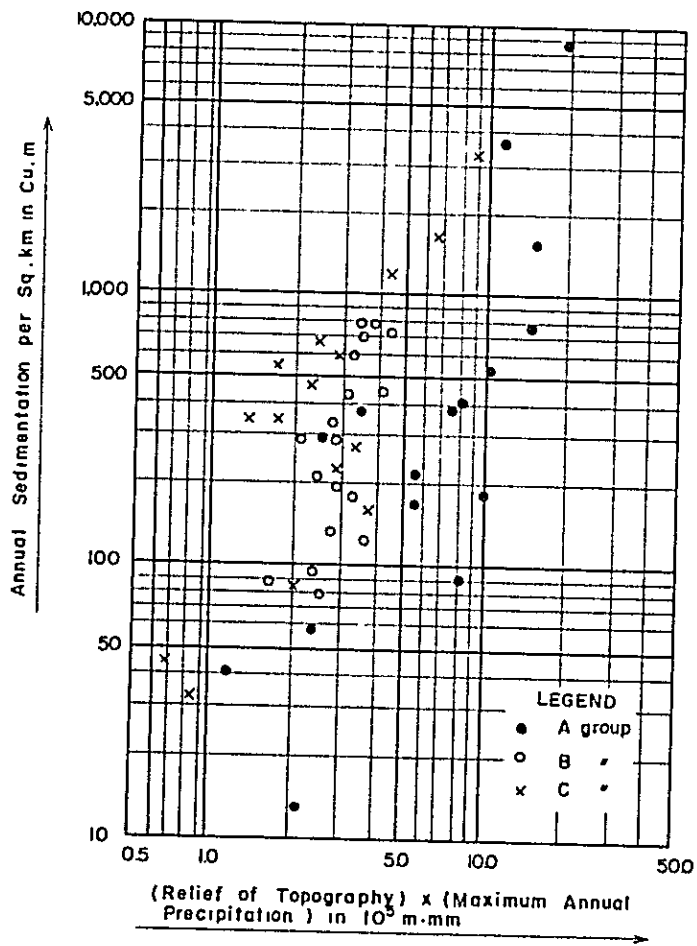 10.000
5,000
1,000
500
100
50
10
0.5 1.0 5.0 10.0 50.0
Annual Sedimentation per Sq. km in Cu. m
LEGEND
● A group
○ B 〃
× C 〃
(Relief of Topography) x (Maximum Annual
Precipitation) in 10⁵ m·mm